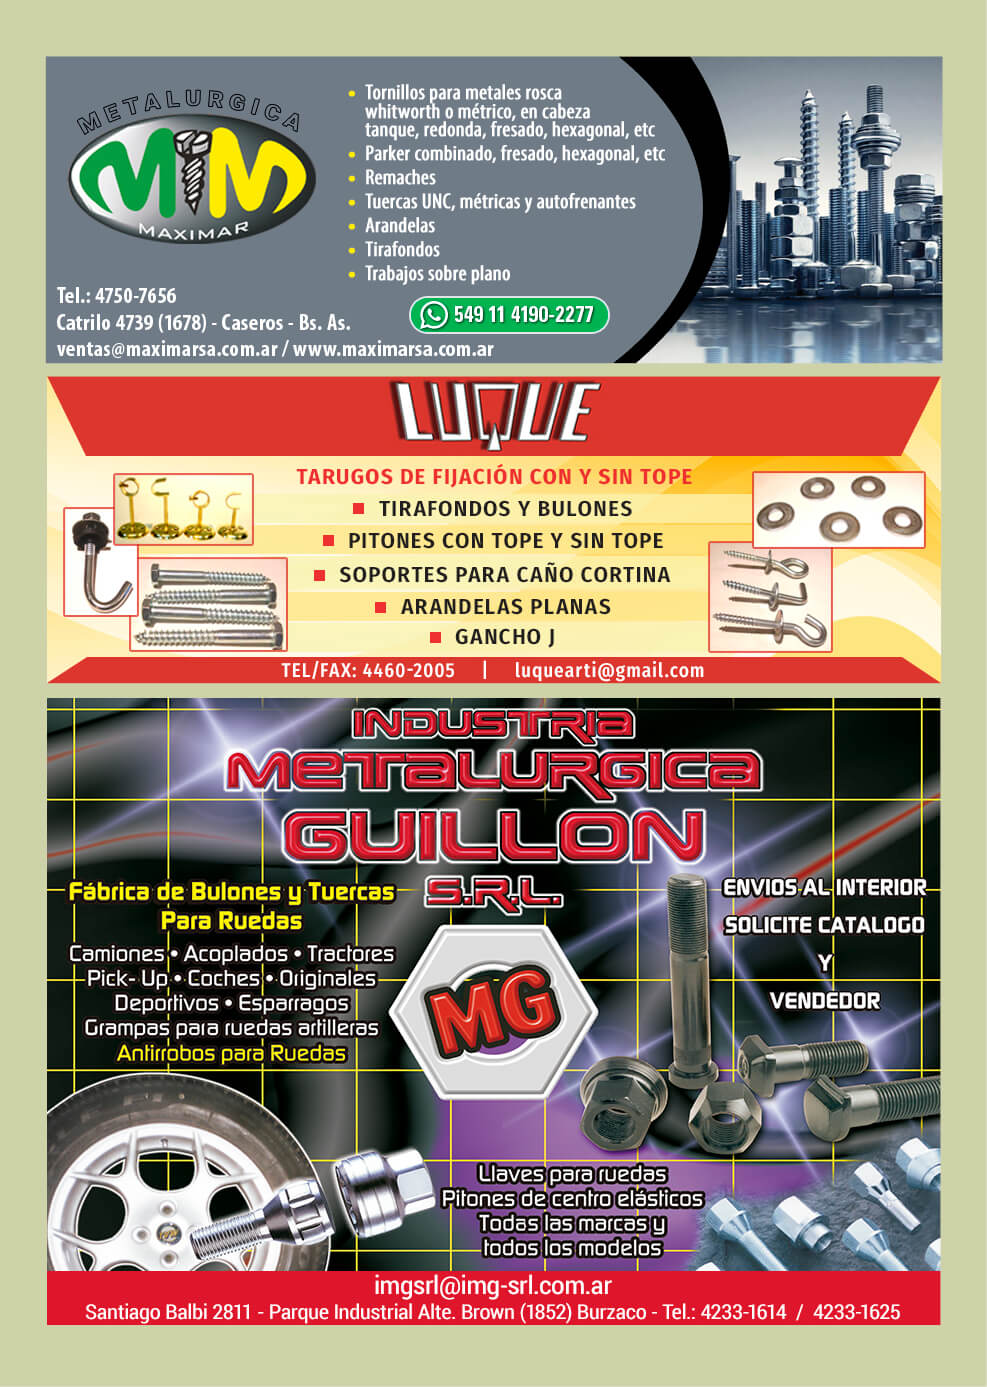 METALURGICA
MM
MAXIMAR
• Tornillos para metales rosca
whitworth o métrico, en cabeza
tanque, redonda, fresado, hexagonal, etc
• Parker combinado, fresado, hexagonal, etc
• Remaches
• Tuercas UNC, métricas y autofrenantes
• Arandelas
• Tirafondos
• Trabajos sobre plano
Tel.: 4750-7656
Catrilo 4739 (1678) - Caseros - Bs. As.
ventas@maximarsa.com.ar / www.maximarsa.com.ar
549 11 4190-2277
LUQUE
TARUGOS DE FIJACIÓN CON Y SIN TOPE
TIRAFONDOS Y BULONES
PITONES CON TOPE Y SIN TOPE
SOPORTES PARA CAÑO CORTINA
ARANDELAS PLANAS
GANCHO J
TEL/FAX: 4460-2005 | luquearti@gmail.com
INDUSTRIA
METALURGICA
GUILLON
S.R.L.
Fábrica de Bulones y Tuercas
Para Ruedas
Camiones • Acoplados • Tractores
Pick- Up • Coches • Originales
Deportivos • Esparragos
Grampas para ruedas artilleras
Antirrobos para Ruedas
MG
ENVIOS AL INTERIOR
SOLICITE CATALOGO
Y
VENDEDOR
Llaves para ruedas
Pitones de centro elásticos
Todas las marcas y
todos los modelos
imgsrl@img-srl.com.ar
Santiago Balbi 2811 - Parque Industrial Alte. Brown (1852) Burzaco - Tel.: 4233-1614 / 4233-1625